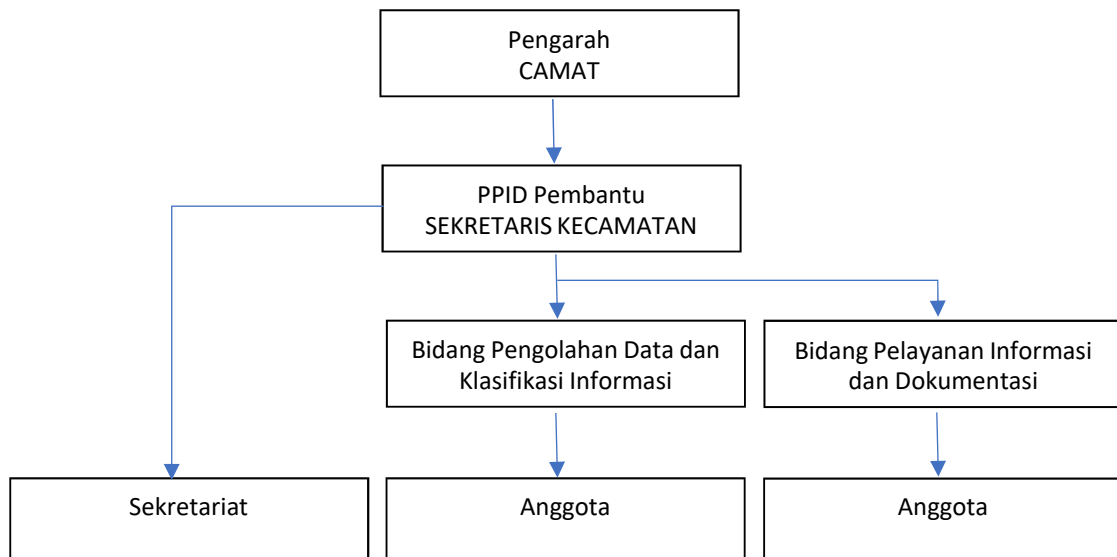 Pengarah
CAMAT
PPID Pembantu
SEKRETARIS KECAMATAN
Bidang Pengolahan Data dan
Klasifikasi Informasi
Bidang Pelayanan Informasi
dan Dokumentasi
Sekretariat
Anggota
Anggota